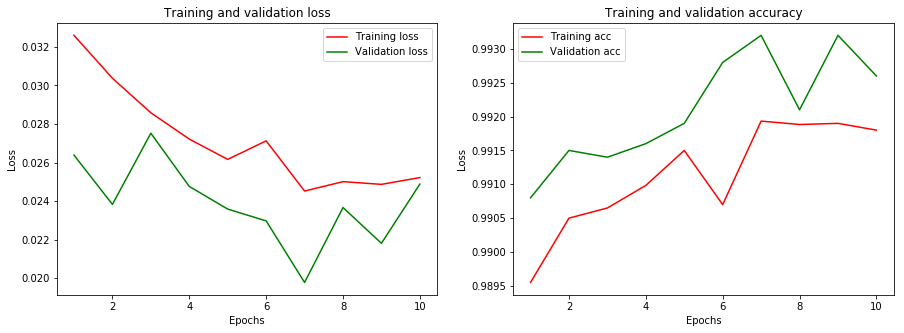 Training and validation loss
Training loss
Validation loss
0.032
0.030
0.028
0.026
0.024
0.022
0.020
Loss
2
4
6
8
10
Epochs
Training and validation accuracy
Training acc
Validation acc
0.9930
0.9925
0.9920
0.9915
0.9910
0.9905
0.9900
0.9895
Loss
2
4
6
8
10
Epochs